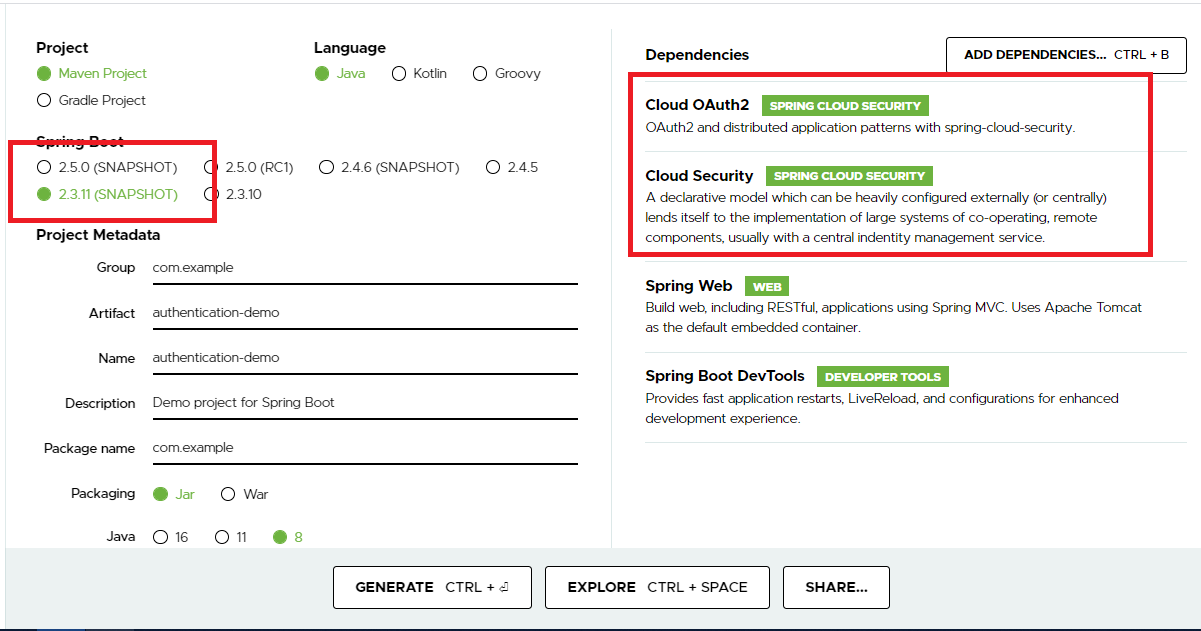 Project
Language
Maven Project
Java
Kotlin
Groovy
Gradle Project
Spring Boot
2.5.0 (SNAPSHOT)
2.5.0 (RC1)
2.4.6 (SNAPSHOT)
2.4.5
2.3.11 (SNAPSHOT)
2.3.10
Project Metadata
Group com.example
Artifact authentication-demo
Name authentication-demo
Description Demo project for Spring Boot
Package name com.example
Packaging Jar War
Java 16 11 8
Dependencies
ADD DEPENDENCIES... CTRL + B
Cloud OAuth2 SPRING CLOUD SECURITY
OAuth2 and distributed application patterns with spring-cloud-security.
Cloud Security SPRING CLOUD SECURITY
A declarative model which can be heavily configured externally (or centrally)
lends itself to the implementation of large systems of co-operating, remote
components, usually with a central indentity management service.
Spring Web WEB
Build web, including RESTful, applications using Spring MVC. Uses Apache Tomcat
as the default embedded container.
Spring Boot DevTools DEVELOPER TOOLS
Provides fast application restarts, LiveReload, and configurations for enhanced
development experience.
GENERATE CTRL + ⏎
EXPLORE CTRL + SPACE
SHARE...